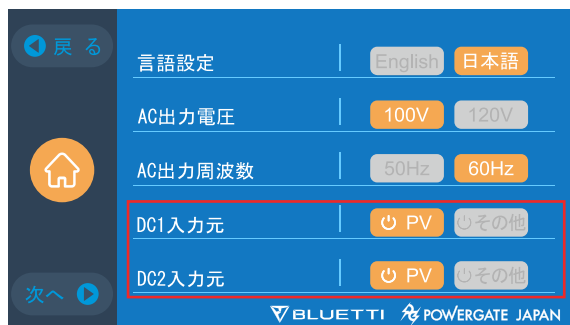 戻る
言語設定 English 日本語
AC出力電圧 100V 120V
AC出力周波数 50Hz 60Hz
DC1入力元 PV その他
DC2入力元 PV その他
次へ
BLUETTI POWERGATE JAPAN